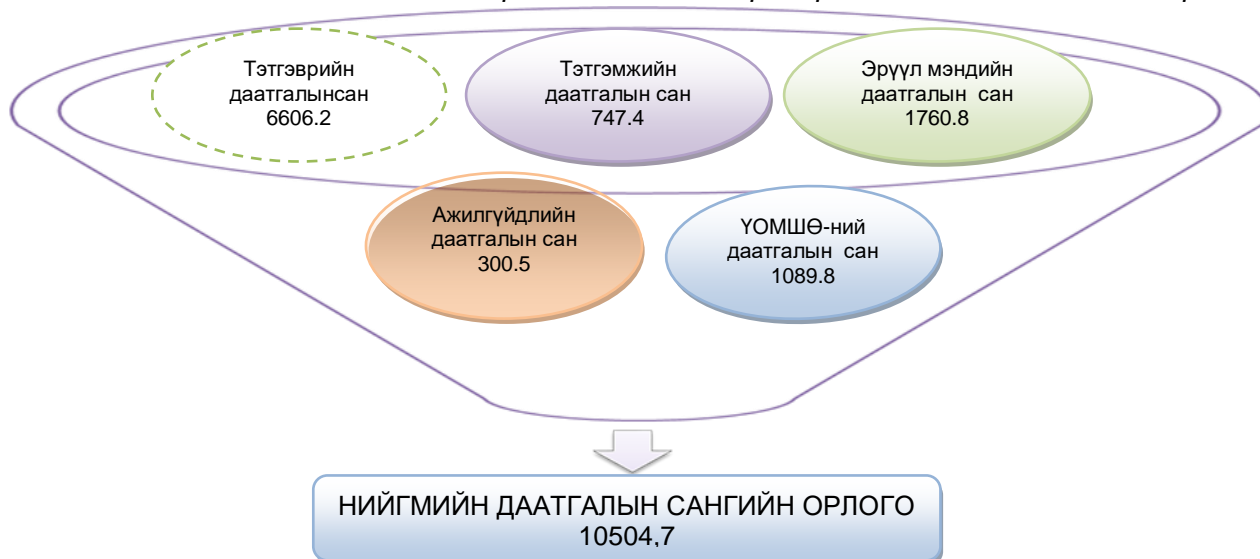 Тэтгэврийн
даатгалынсан
6606.2
Тэтгэмжийн
даатгалын сан
747.4
Эрүүл мэндийн
даатгалын сан
1760.8
Ажилгүйдлийн
даатгалын сан
300.5
ҮОМШӨ-ний
даатгалын сан
1089.8
НИЙГМИЙН ДААТГАЛЫН САНГИЙН ОРЛОГО
10504,7